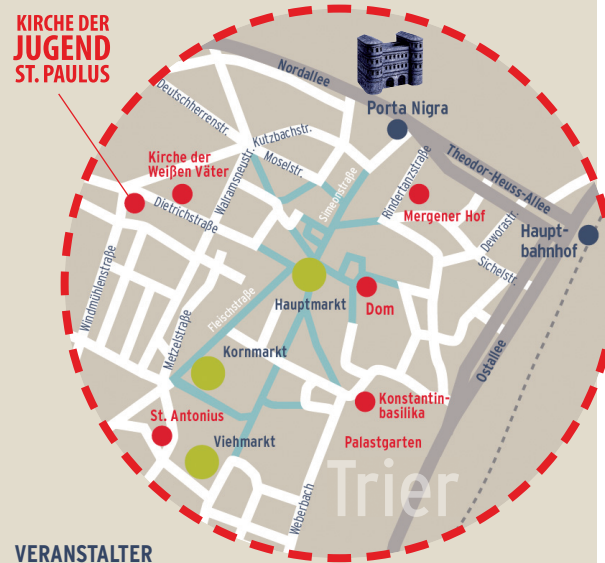 KIRCHE DER
JUGEND
ST. PAULUS
Nordallee
Porta Nigra
Deutschherrenstr.
Kutzbachstr.
Moselstr.
Walramsneustr.
Kirche der
Weißen Väter
Dietrichstraße
Simeonstraße
Rindertanzstraße
Theodor-Heuss-Allee
Mergener Hof
Deworastr.
Sichelstr.
Haupt-
bahnhof
Windmühlenstraße
Metzelstraße
Fleischstraße
Hauptmarkt
Dom
Kornmarkt
Ostallee
St. Antonius
Viehmarkt
Konstantin-
basilika
Palastgarten
Weberbach
Trier
VERANSTALTER